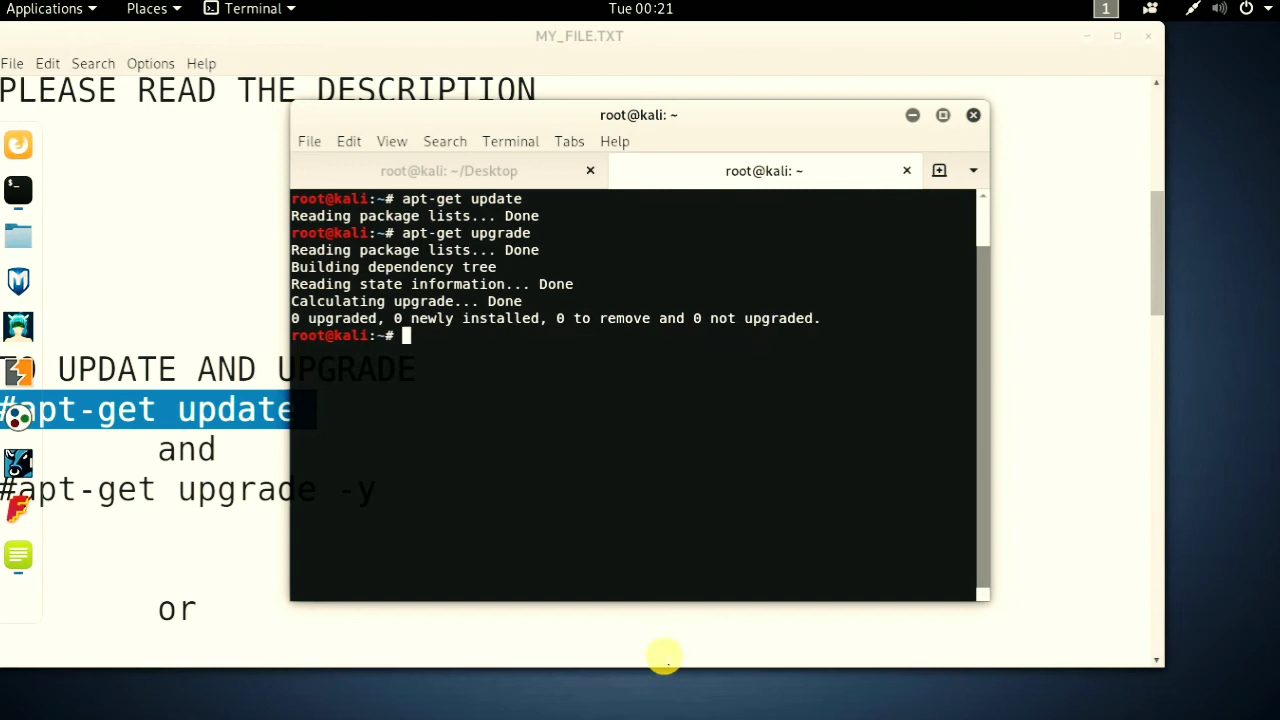 Applications Places Terminal Tue 00:21 1
MY_FILE.TXT
File Edit Search Options Help
PLEASE READ THE DESCRIPTION
root@kali: ~
File Edit View Search Terminal Tabs Help
root@kali: ~/Desktop root@kali: ~
root@kali:~# apt-get update
Reading package lists... Done
root@kali:~# apt-get upgrade
Reading package lists... Done
Building dependency tree
Reading state information... Done
Calculating upgrade... Done
0 upgraded, 0 newly installed, 0 to remove and 0 not upgraded.
root@kali:~#
TO UPDATE AND UPGRADE
#apt-get update
and
#apt-get upgrade -y
or